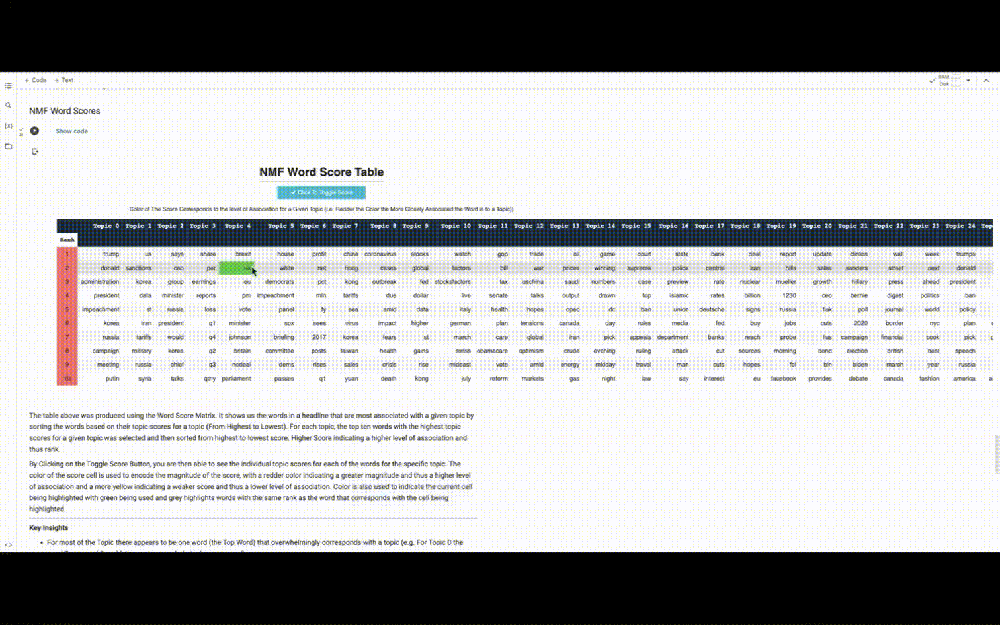 + Code + Text
RAM
Disk
NMF Word Scores
{x}
2s
Show code
NMF Word Score Table
✔ Click To Toggle Score
Color of The Score Corresponds to the level of Association for a Given Topic (i.e. Redder the Color the More Closely Associated the Word is to a Topic))
Topic 0 Topic 1 Topic 2 Topic 3 Topic 4 Topic 5 Topic 6 Topic 7 Topic 8 Topic 9 Topic 10 Topic 11 Topic 12 Topic 13 Topic 14 Topic 15 Topic 16 Topic 17 Topic 18 Topic 19 Topic 20 Topic 21 Topic 22 Topic 23 Topic 24 Top
Rank
1 trump us says share brexit house profit china coronavirus stocks watch gop trade oil game court state bank deal report update clinton wall week trumps
2 donald sanctions ceo per uk white net hong cases global factors bill war prices winning supreme police central iran hills sales sanders street next donald
3 administration korea group earnings eu democrats pct kong outbreak fed stocksfactors tax uschina saudi numbers case preview rate nuclear mueller growth hillary press ahead president
4 president data minister reports pm impeachment mln tariffs due dollar live senate talks output drawn top islamic rates billion 1230 ceo bernie digest politics ban
5 impeachment st russia loss vote panel fy sea amid data italy health hopes opec dc ban union deutsche signs russia 1uk poll journal world policy
6 korea iran president q1 minister sox sees virus impact higher german plan tensions canada day rules media fed buy jobs cuts 2020 border nyc plan
7 russia tariffs would q4 johnson briefing 2017 korea fears st march care global iran pick appeals department banks reach probe 1us campaign financial cook pick p
8 campaign military korea q2 britain committee posts taiwan health gains swiss obamacare optimism crude evening ruling attack cut sources morning bond election british best speech
9 meeting russia chief q3 nodeal dems rises sales crisis rise mideast vote amid energy midday travel man cuts hopes fbi bln biden march year russia
10 putin syria talks qtrly parliament passes q1 yuan death kong july reform markets gas night law say interest eu facebook provides debate canada fashion america a
The table above was produced using the Word Score Matrix. It shows us the words in a headline that are most associated with a given topic by
sorting the words based on their topic scores for a topic (From Highest to Lowest). For each topic, the top ten words with the highest topic
scores for a given topic was selected and then sorted from highest to lowest score. Higher Score indicating a higher level of association and
thus rank.
By Clicking on the Toggle Score Button, you are then able to see the individual topic scores for each of the words for the specific topic. The
color of the score cell is used to encode the magnitude of the score, with a redder color indicating a greater magnitude and thus a higher level
of association and a more yellow indicating a weaker score and thus a lower level of association. Color is also used to indicate the current cell
being highlighted with green being used and grey highlights words with the same rank as the word that corresponds with the cell being
highlighted.
Key Insights
• For most of the Topic there appears to be one word (the Top Word) that overwhelmingly corresponds with a topic (e.g. For Topic 0 the